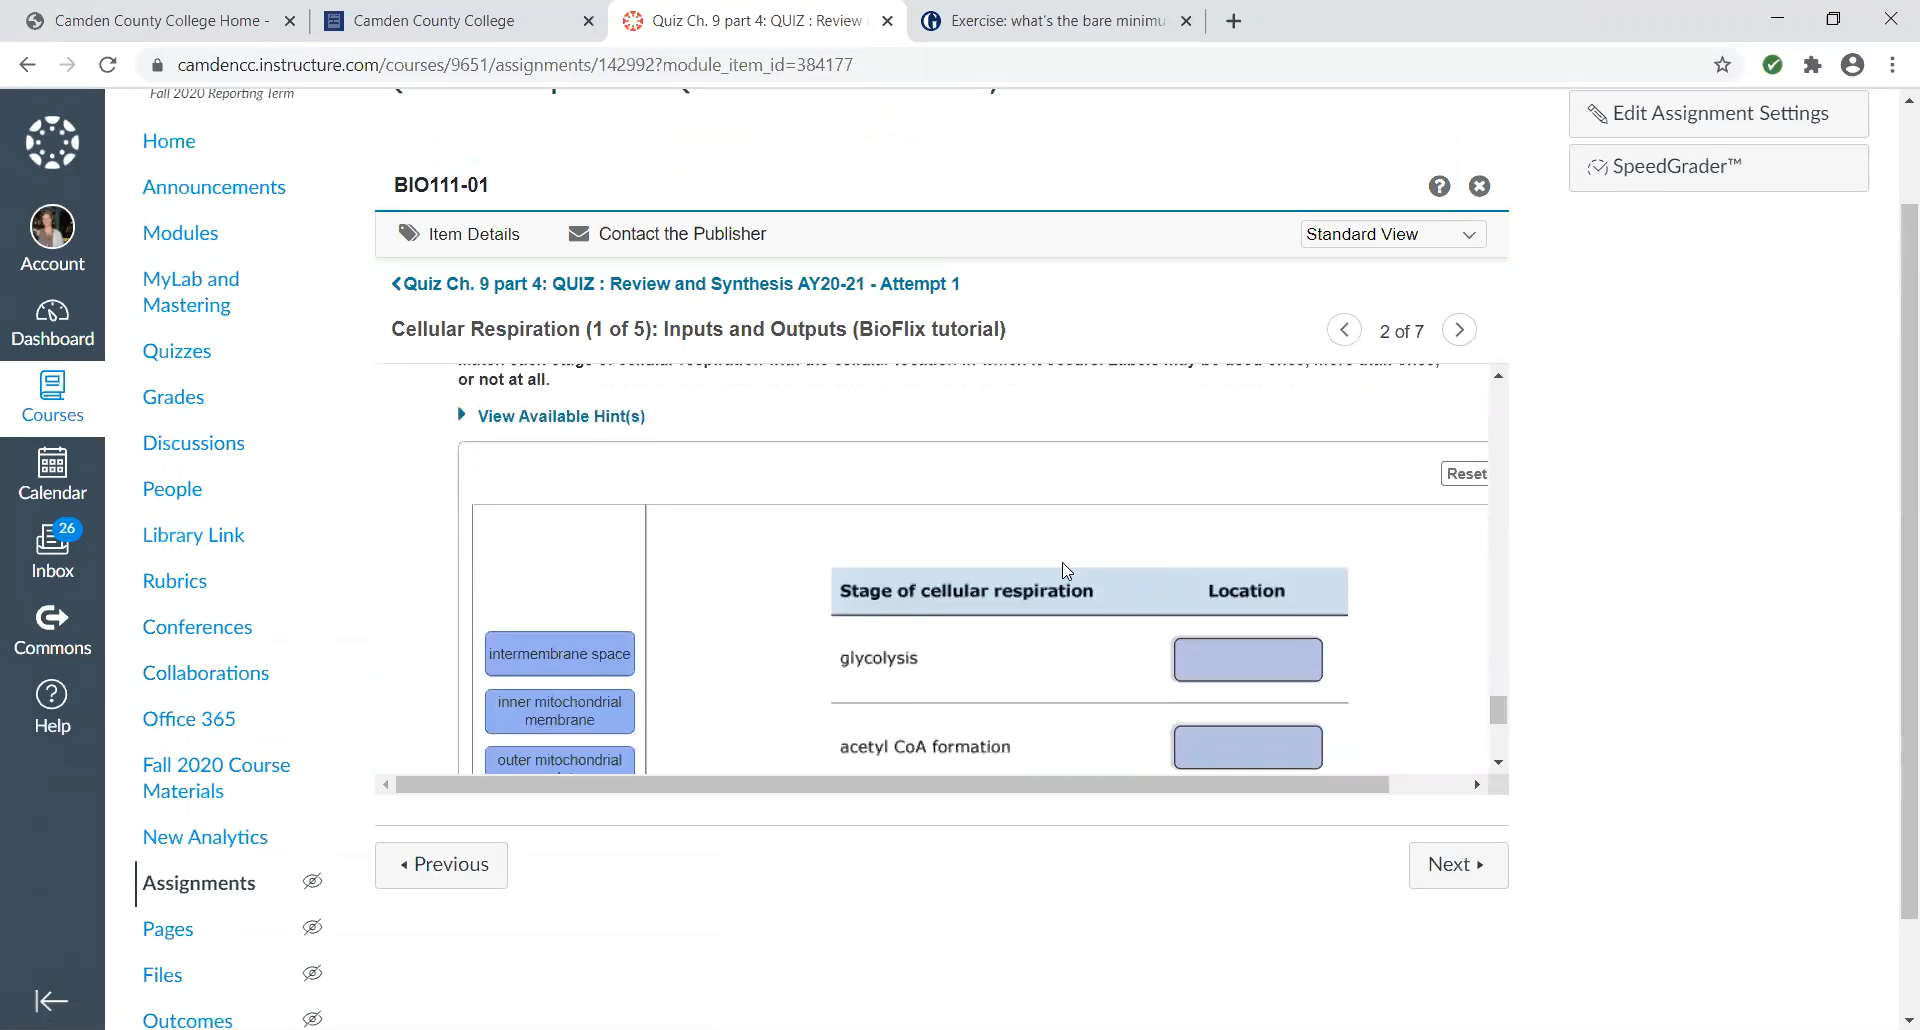 Camden County College Home -
Camden County College
Quiz Ch. 9 part 4: QUIZ : Review
Exercise: what's the bare minimu
camdencc.instructure.com/courses/9651/assignments/142992?module_item_id=384177
Fall 2020 Reporting Term
Account
Dashboard
Courses
Calendar
26
Inbox
Commons
Help
Home
Announcements
Modules
MyLab and
Mastering
Quizzes
Grades
Discussions
People
Library Link
Rubrics
Conferences
Collaborations
Office 365
Fall 2020 Course
Materials
New Analytics
Assignments
Pages
Files
Outcomes
BIO111-01
Item Details
Contact the Publisher
Standard View
Quiz Ch. 9 part 4: QUIZ : Review and Synthesis AY20-21 - Attempt 1
Cellular Respiration (1 of 5): Inputs and Outputs (BioFlix tutorial)
2 of 7
or not at all.
View Available Hint(s)
Reset
intermembrane space
inner mitochondrial
membrane
outer mitochondrial
Stage of cellular respiration Location
glycolysis
acetyl CoA formation
Previous
Next
Edit Assignment Settings
SpeedGrader™